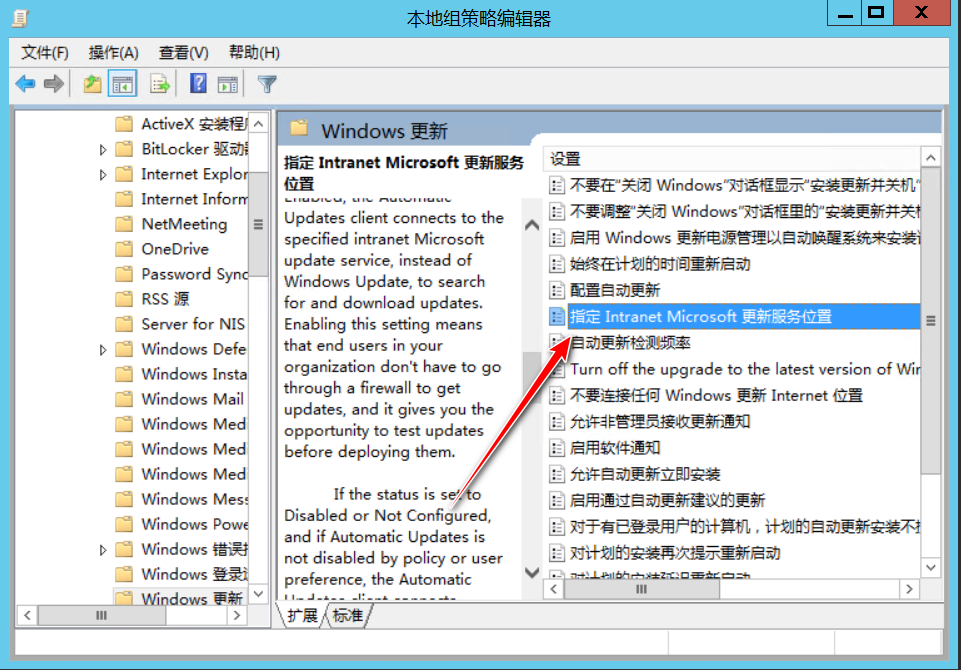 本地组策略编辑器
文件(F) 操作(A) 查看(V) 帮助(H)
ActiveX 安装程
BitLocker 驱动
Internet Explor
Internet Inform
NetMeeting
OneDrive
Password Sync
RSS 源
Server for NIS
Windows Defe
Windows Insta
Windows Mail
Windows Med
Windows Med
Windows Med
Windows Mess
Windows Powe
Windows 错误
Windows 登录
Windows 更新
Windows 更新
指定 Intranet Microsoft 更新服务
位置
Enabled, the Automatic
Updates client connects to the
specified intranet Microsoft
update service, instead of
Windows Update, to search
for and download updates.
Enabling this setting means
that end users in your
organization don't have to go
through a firewall to get
updates, and it gives you the
opportunity to test updates
before deploying them.
If the status is set to
Disabled or Not Configured,
and if Automatic Updates is
not disabled by policy or user
preference, the Automatic
Updates client connects
设置
不要在"关闭 Windows"对话框显示"安装更新并关机"
不要调整"关闭 Windows"对话框里的"安装更新并关
启用 Windows 更新电源管理以自动唤醒系统来安装
始终在计划的时间重新启动
配置自动更新
指定 Intranet Microsoft 更新服务位置
自动更新检测频率
Turn off the upgrade to the latest version of Win
不要连接任何 Windows 更新 Internet 位置
允许非管理员接收更新通知
启用软件通知
允许自动更新立即安装
启用通过自动更新建议的更新
对于有已登录用户的计算机，计划的自动更新安装不
对计划的安装再次提示重新启动
对计划的安装延迟重新启动
扩展 标准